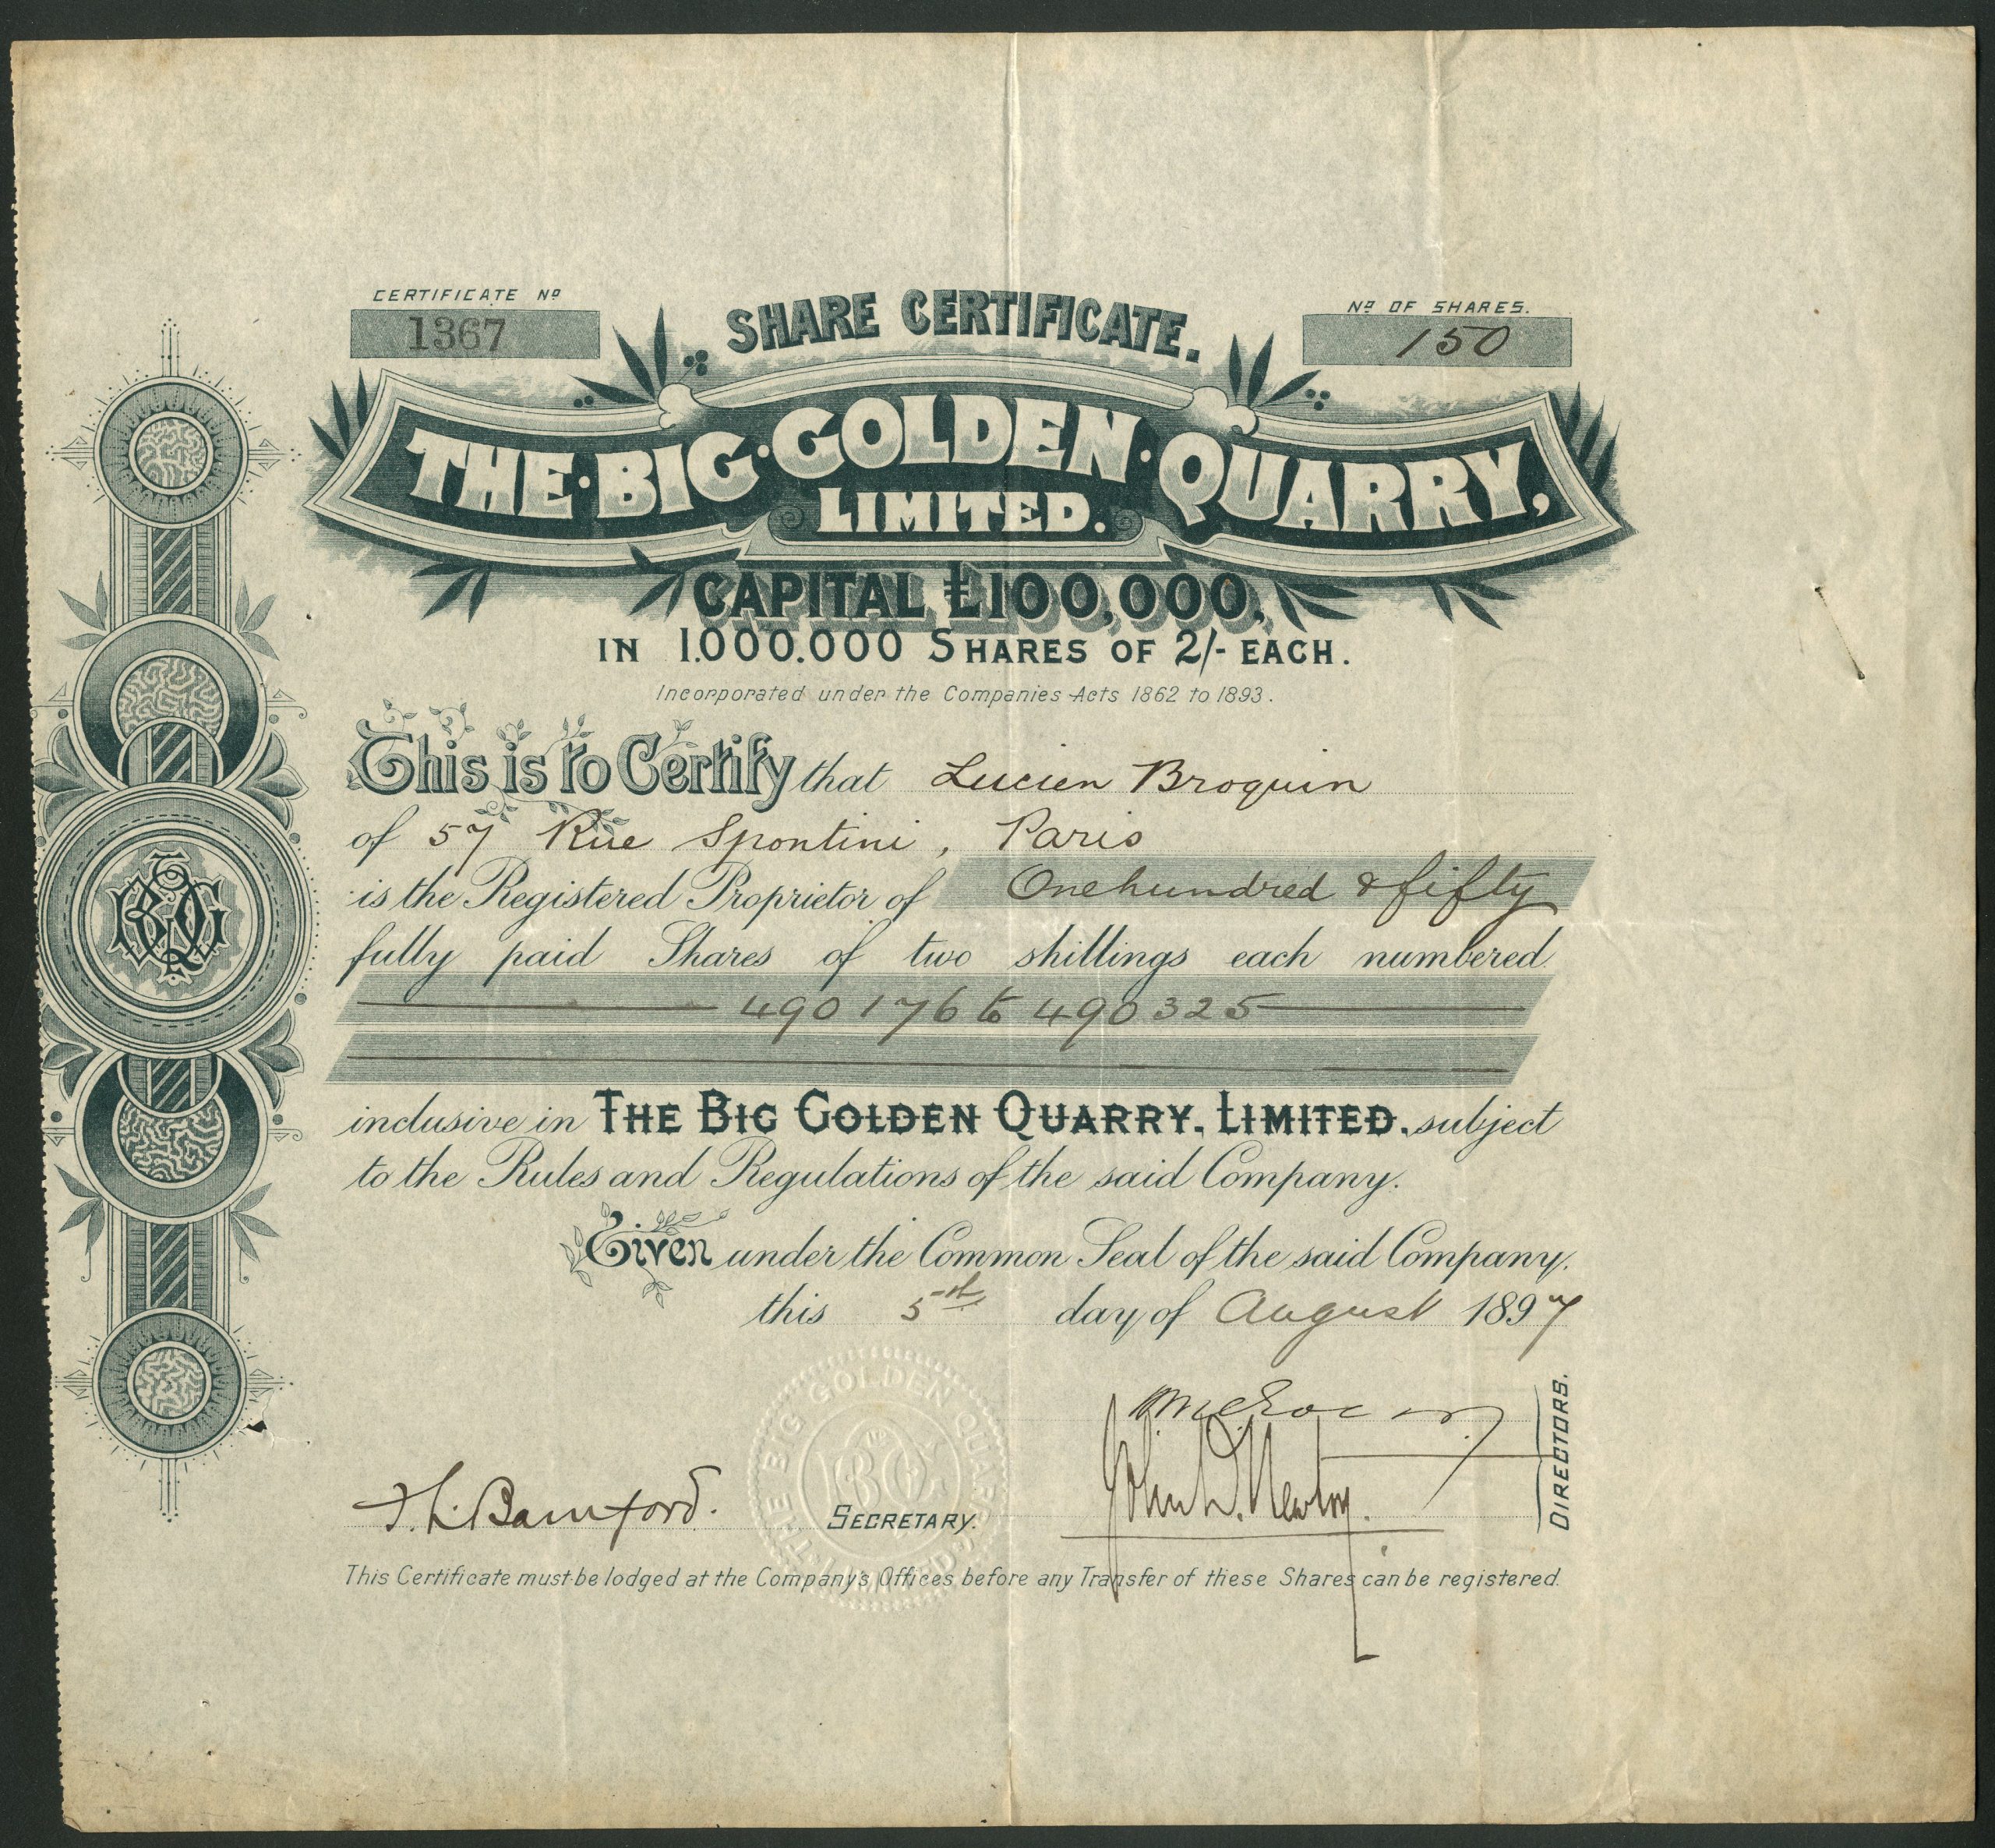 CERTIFICATE Nº
1367
SHARE CERTIFICATE.
Nº OF SHARES.
150
THE·BIG·GOLDEN·QUARRY,
LIMITED.
CAPITAL £100,000,
IN 1.000.000 SHARES OF 2/- EACH.
Incorporated under the Companies Acts 1862 to 1893.
This is to Certify that Lucien Broquin
of 57 Rue Spontini, Paris
is the Registered Proprietor of One hundred & fifty
fully paid Shares of two shillings each numbered
490176 to 490325
inclusive in THE BIG GOLDEN QUARRY, LIMITED, subject
to the Rules and Regulations of the said Company.
Given under the Common Seal of the said Company,
this 5th day of August 1897
THE BIG GOLDEN QUARRY LIMITED
DIRECTORS.
Bamford. SECRETARY.
This Certificate must be lodged at the Company's Offices before any Transfer of these Shares can be registered.